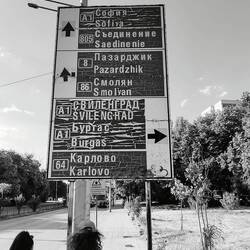 A1 София
Sofiya
805 Съединение
Saedinenie
8 Пазарджик
Pazardzhik
86 Смолян
Smolyan
A1 СВИЛЕНГРАД
SVILENGRAD
A1 Бургас
Burgas
64 Карлово
Karlovo